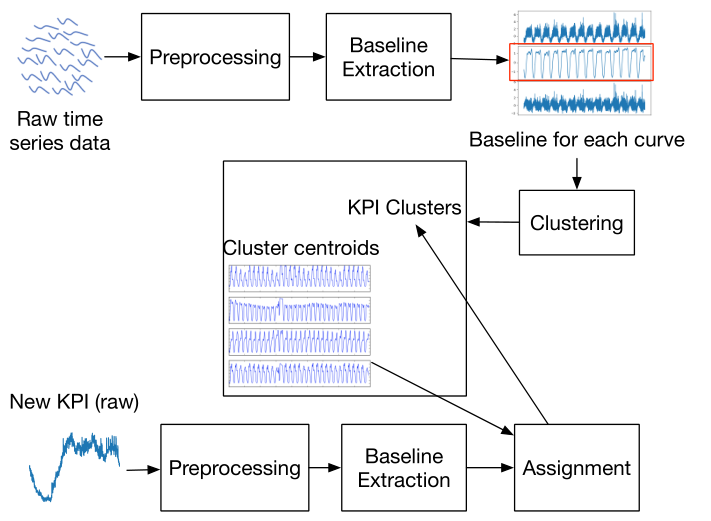 Preprocessing
Baseline
Extraction
Raw time
series data
Baseline for each curve
Clustering
KPI Clusters
Cluster centroids
New KPI (raw)
Preprocessing
Baseline
Extraction
Assignment